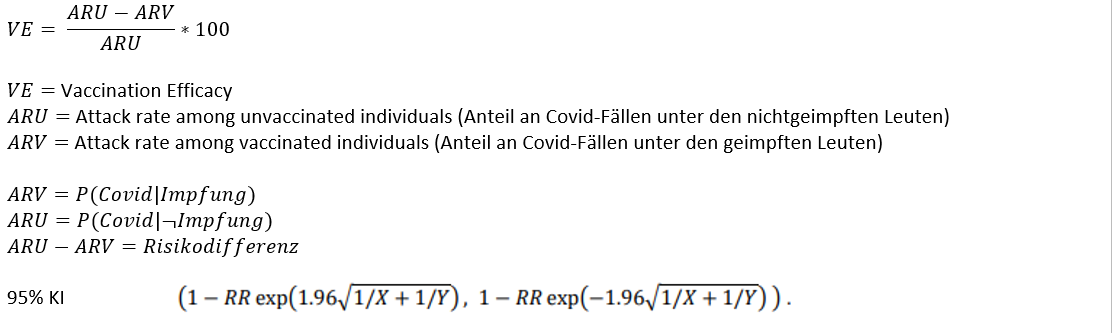 VE = (ARU − ARV) / ARU * 100
VE = Vaccination Efficacy
ARU = Attack rate among unvaccinated individuals (Anteil an Covid-Fällen unter den nichtgeimpften Leuten)
ARV = Attack rate among vaccinated individuals (Anteil an Covid-Fällen unter den geimpften Leuten)
ARV = P(Covid|Impfung)
ARU = P(Covid|¬Impfung)
ARU − ARV = Risikodifferenz
95% KI (1 − RR exp(1.96√1/X + 1/Y), 1 − RR exp(−1.96√1/X + 1/Y) ) .